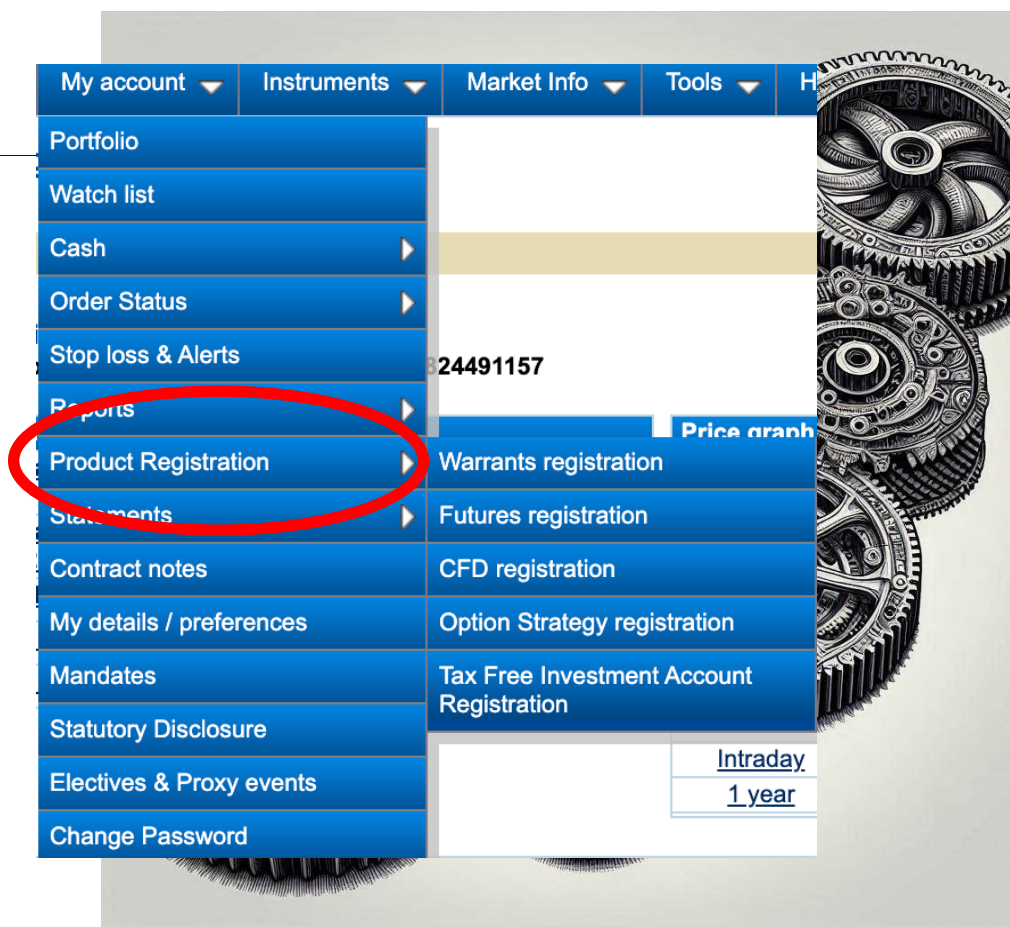 My account
Instruments
Market Info
Tools
H
Portfolio
Watch list
Cash
Order Status
Stop loss & Alerts
24491157
Reports
Price graph
Product Registration
Warrants registration
Statements
Futures registration
Contract notes
CFD registration
My details / preferences
Option Strategy registration
Mandates
Tax Free Investment Account
Registration
Statutory Disclosure
Intraday
Electives & Proxy events
1 year
Change Password